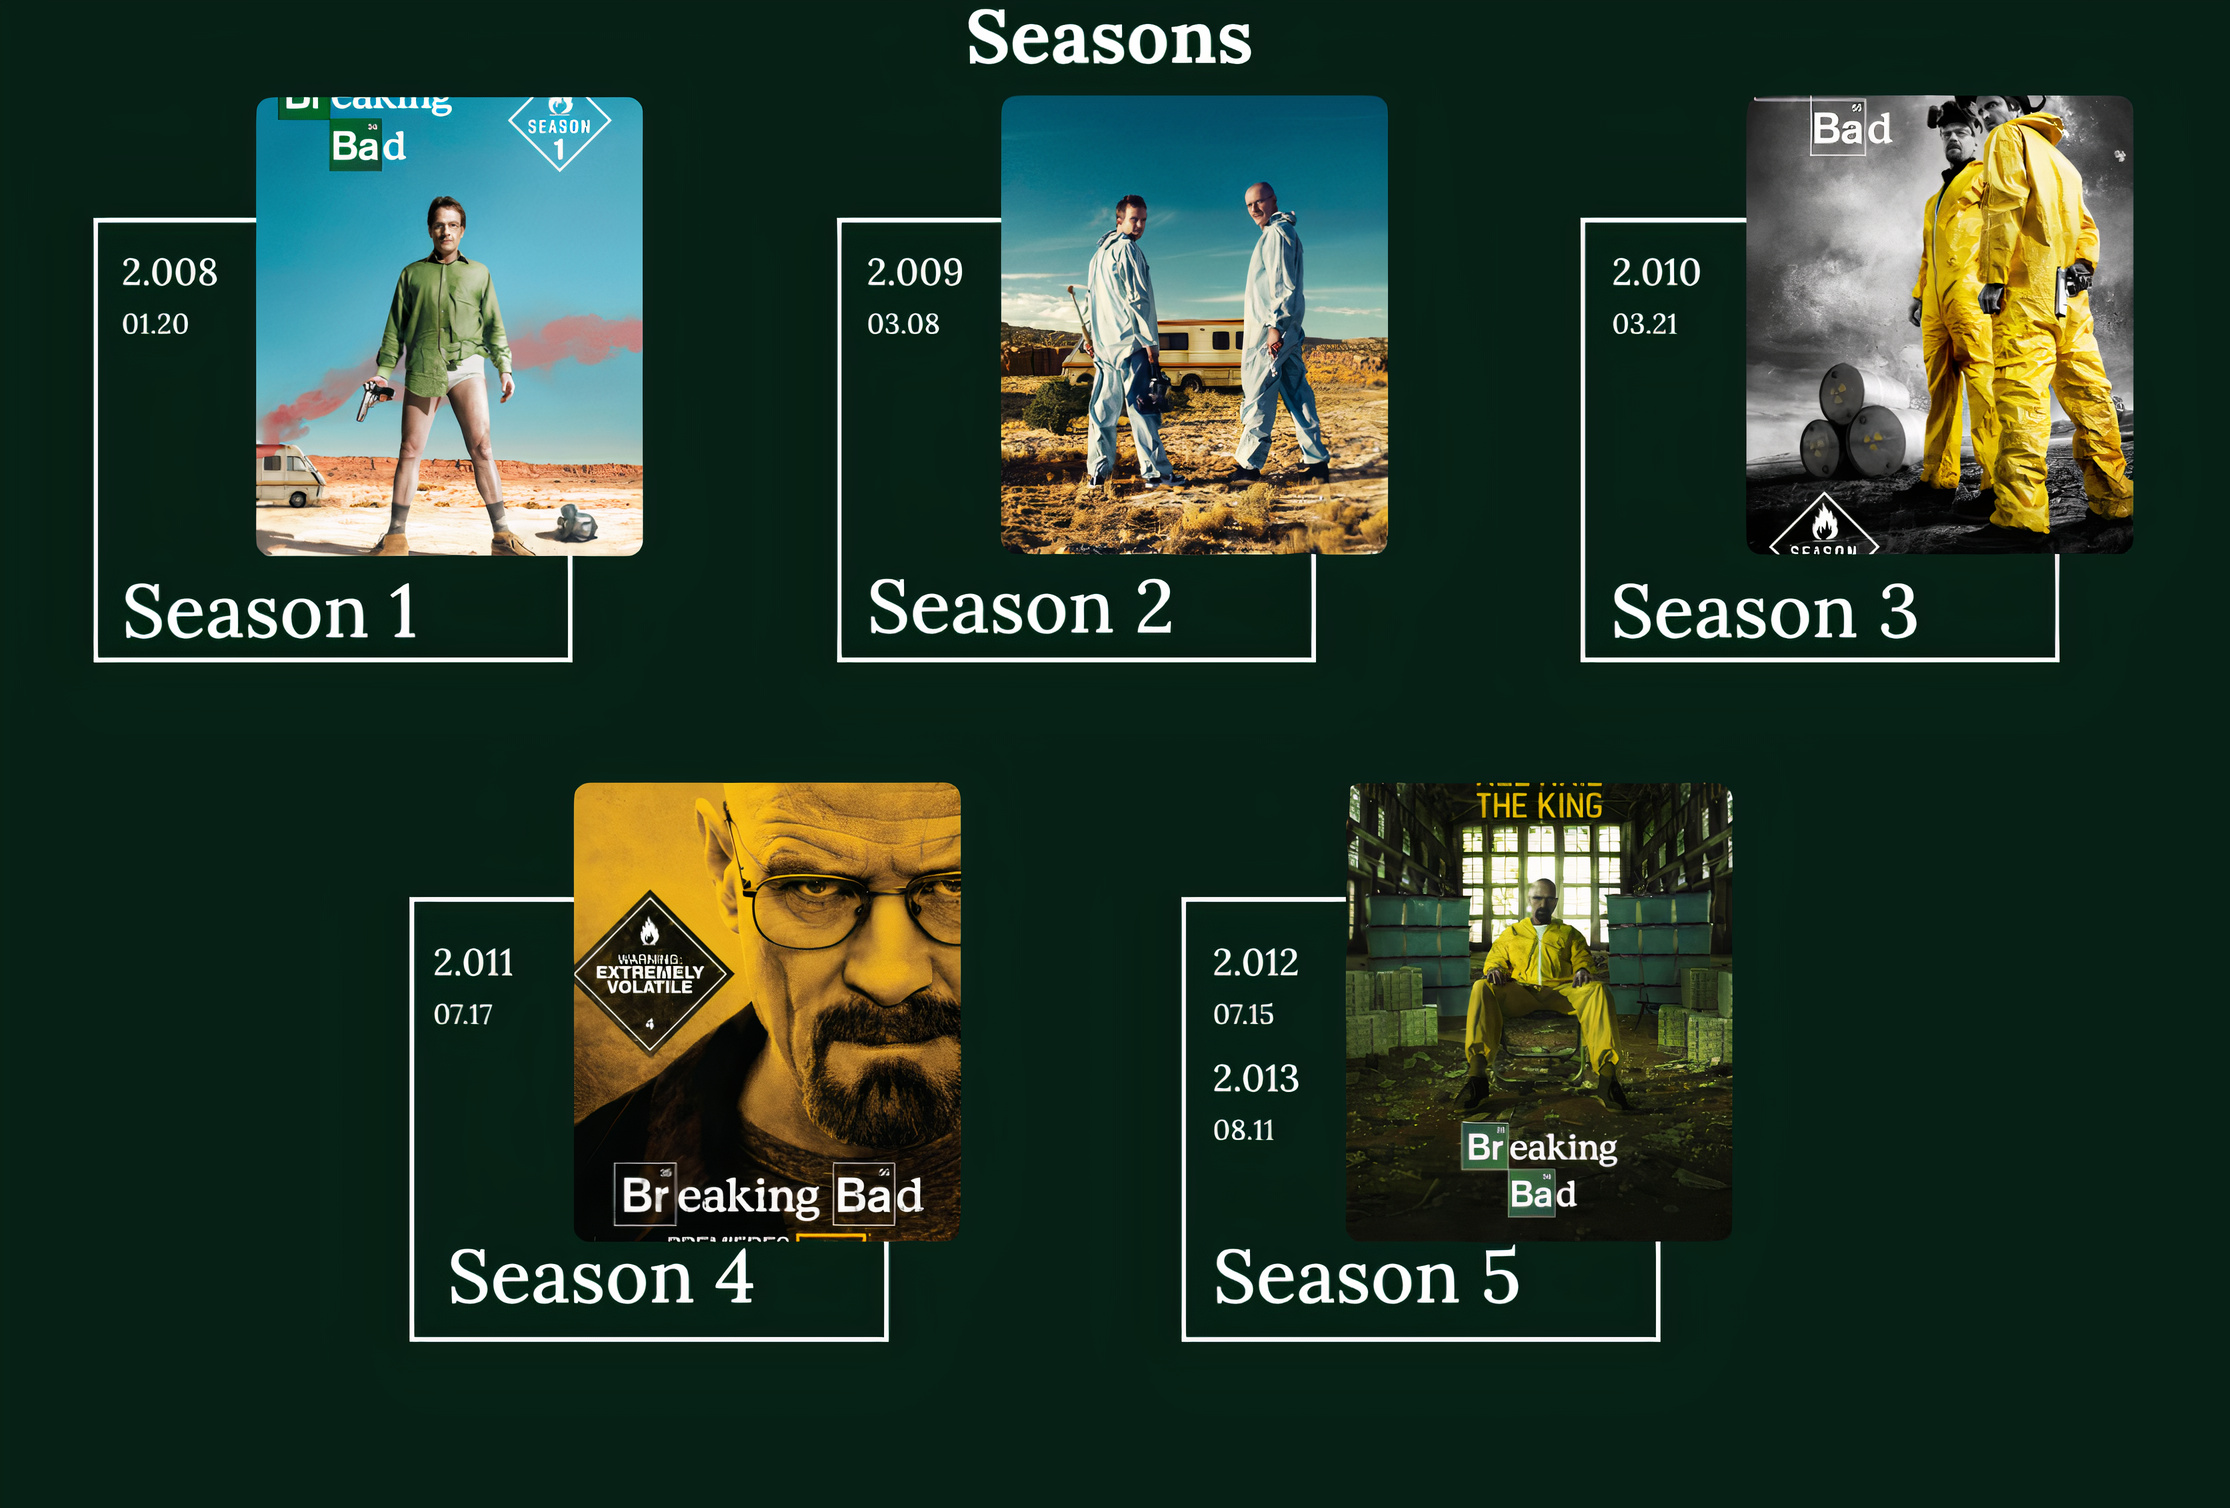 Seasons
Breaking
Bad
SEASON
1
2.008
01.20
Season 1
2.009
03.08
Season 2
Bad
2.010
03.21
SEASON
Season 3
2.011
07.17
WARNING:
EXTREMELY
VOLATILE
4
Breaking Bad
PREMIERES
Season 4
THE KING
2.012
07.15
2.013
08.11
Breaking
Bad
Season 5